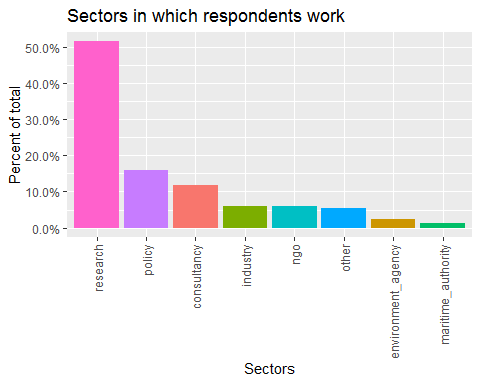 Sectors in which respondents work
Percent of total
50.0%
40.0%
30.0%
20.0%
10.0%
0.0%
research
policy
consultancy
industry
ngo
other
environment_agency
maritime_authority
Sectors